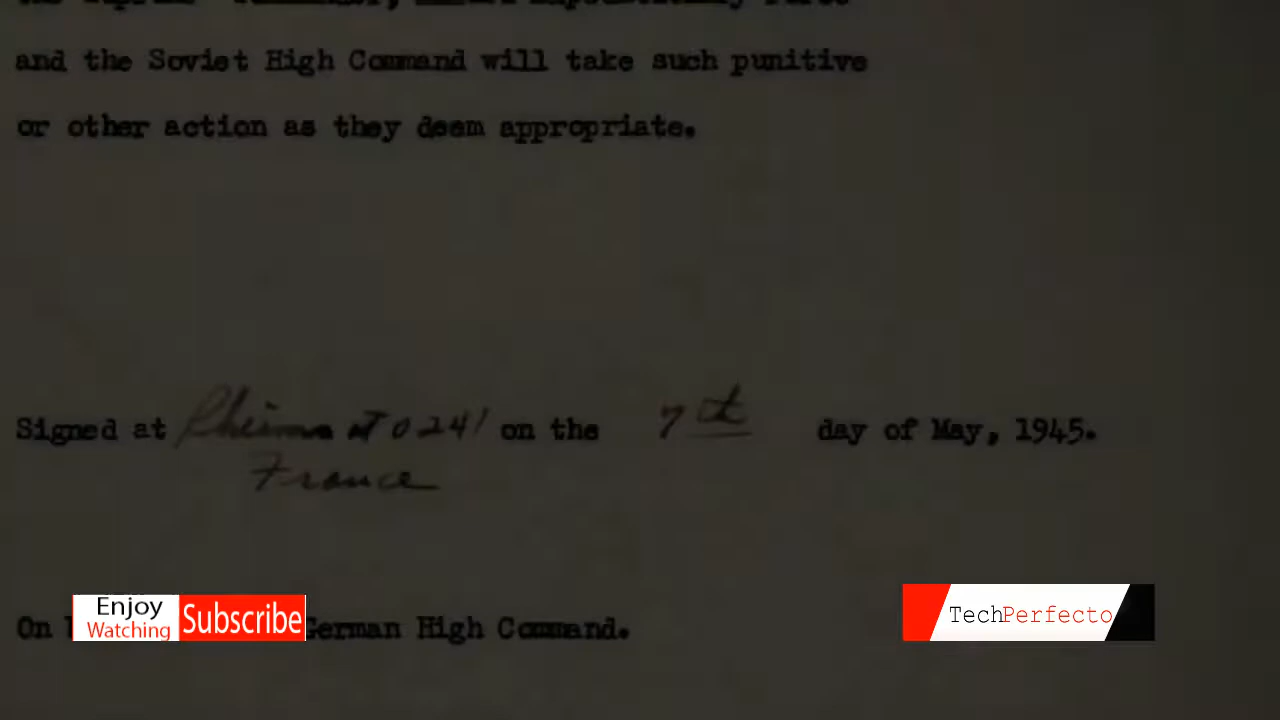 and the Soviet High Command will take such punitive
or other action as they deem appropriate.
Signed at Rheims at 0241 on the 7th day of May, 1945.
France
On German High Command.
Enjoy
Watching
Subscribe
TechPerfecto